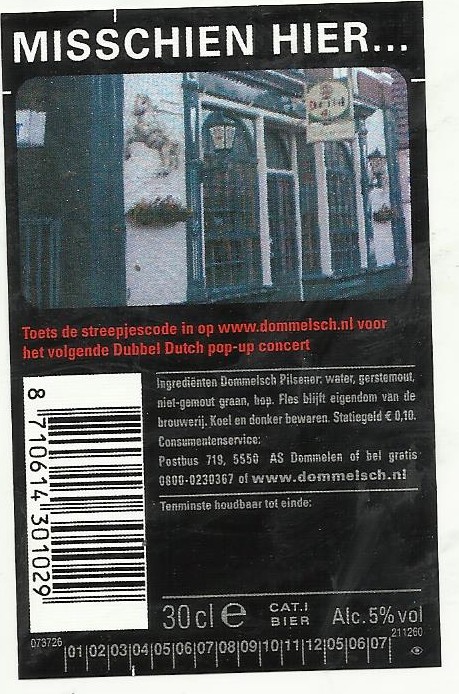 MISSCHIEN HIER...
Toets de streepjescode in op www.dommelsch.nl voor
het volgende Dubbel Dutch pop-up concert
Ingrediënten Dommelsch Pilsener: water, gerstemout,
niet-gemout graan, hop. Fles blijft eigendom van de
brouwerij. Koel en donker bewaren. Statiegeld € 0,10.
Consumentenservice:
Postbus 719, 5550 AS Dommelen of bel gratis
0800-0230367 of www.dommelsch.nl
Tenminste houdbaar tot einde:
8 710614 301029
30 cl e CAT.I BIER Alc. 5% vol
073726
211260
|01|02|03|04|05|06|07|08|09|10|11|12|05|06|07|